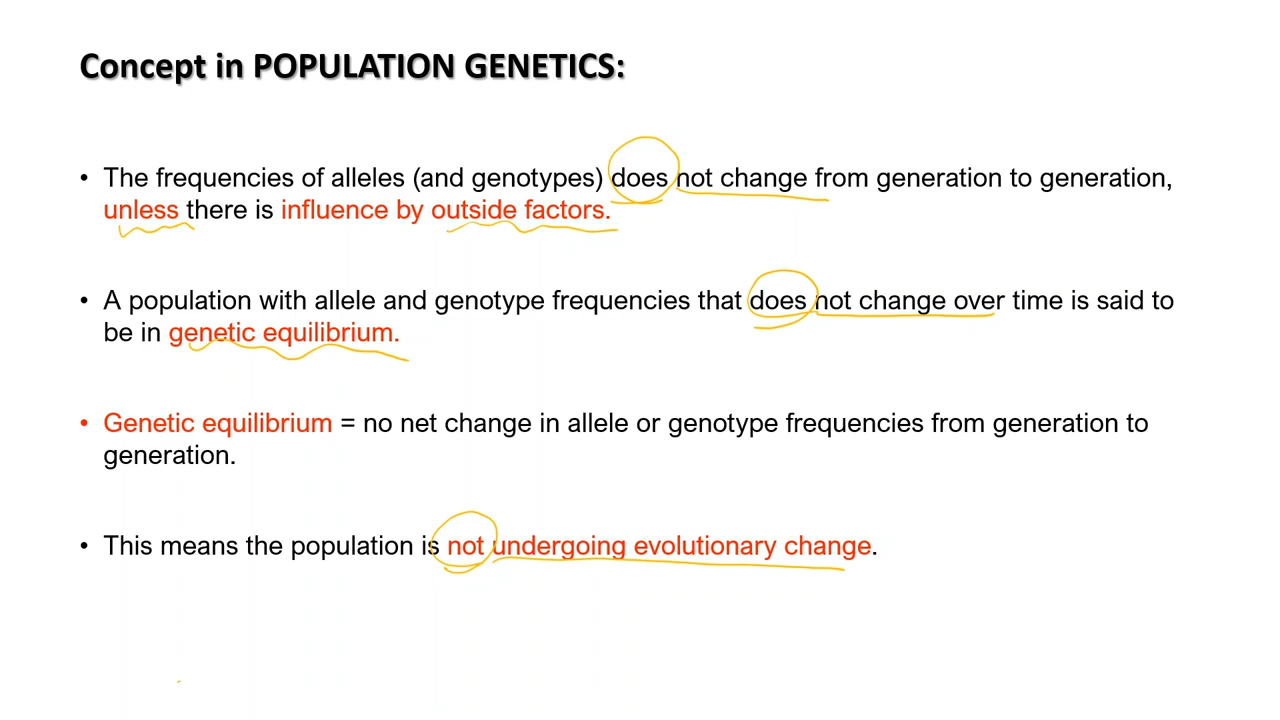 Concept in POPULATION GENETICS:
• The frequencies of alleles (and genotypes) does not change from generation to generation,
unless there is influence by outside factors.
• A population with allele and genotype frequencies that does not change over time is said to
be in genetic equilibrium.
• Genetic equilibrium = no net change in allele or genotype frequencies from generation to
generation.
• This means the population is not undergoing evolutionary change.